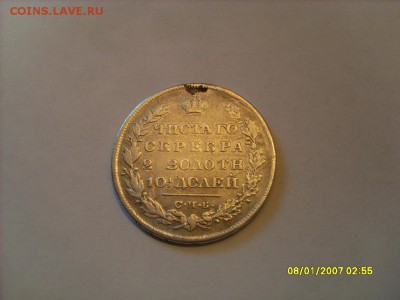 COINS.LAVE.RU
ЧИСТАГО
СЕРЕБРА
2 ЗОЛОТН
10½ ДОЛЕЙ
С·П·Б·
08/01/2007 02:55